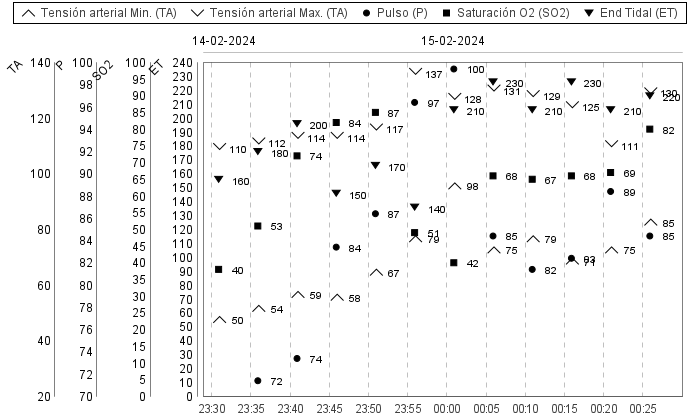 Tensión arterial Min. (TA) Tensión arterial Max. (TA) Pulso (P) Saturación O2 (SO2) End Tidal (ET)
14-02-2024 15-02-2024
TA P SO2 ET
140 100 100 240
98 95 230
96 90 220
120 94 85 210
92 80 200
90 75 190
88 70 180
100 86 65 170
84 60 160
82 55 150
80 80 50 140
78 45 130
76 40 120
60 74 35 110
72 30 100
70 25 90
40 20 80
15 70
10 60
5 50
20 0 40
30
20
10
0
137 100 230 230 130
97 128 131 129 125 220
200 84 87 210 210 210
110 112 114 114 117 111 82
160 180 74 150 170 140 98 68 67 68 69
53 87 89
40 84 51 79 42 85 75 79 82 83 71 75 85 85
50 54 59 58 67
72 74
23:30 23:35 23:40 23:45 23:50 23:55 00:00 00:05 00:10 00:15 00:20 00:25